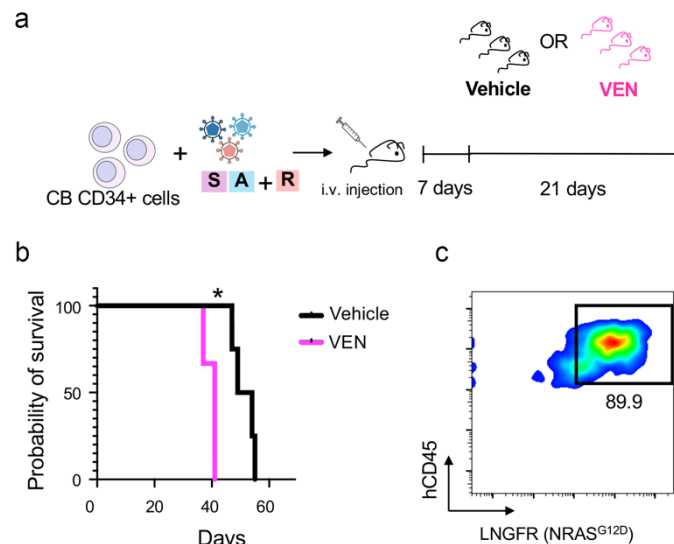 a
Vehicle OR VEN
CB CD34+ cells + S A + R
i.v. injection
7 days 21 days
b
Probability of survival
100
50
0
*
Vehicle
VEN
0 20 40 60
Days
c
hCD45
89.9
LNGFR (NRASG12D)